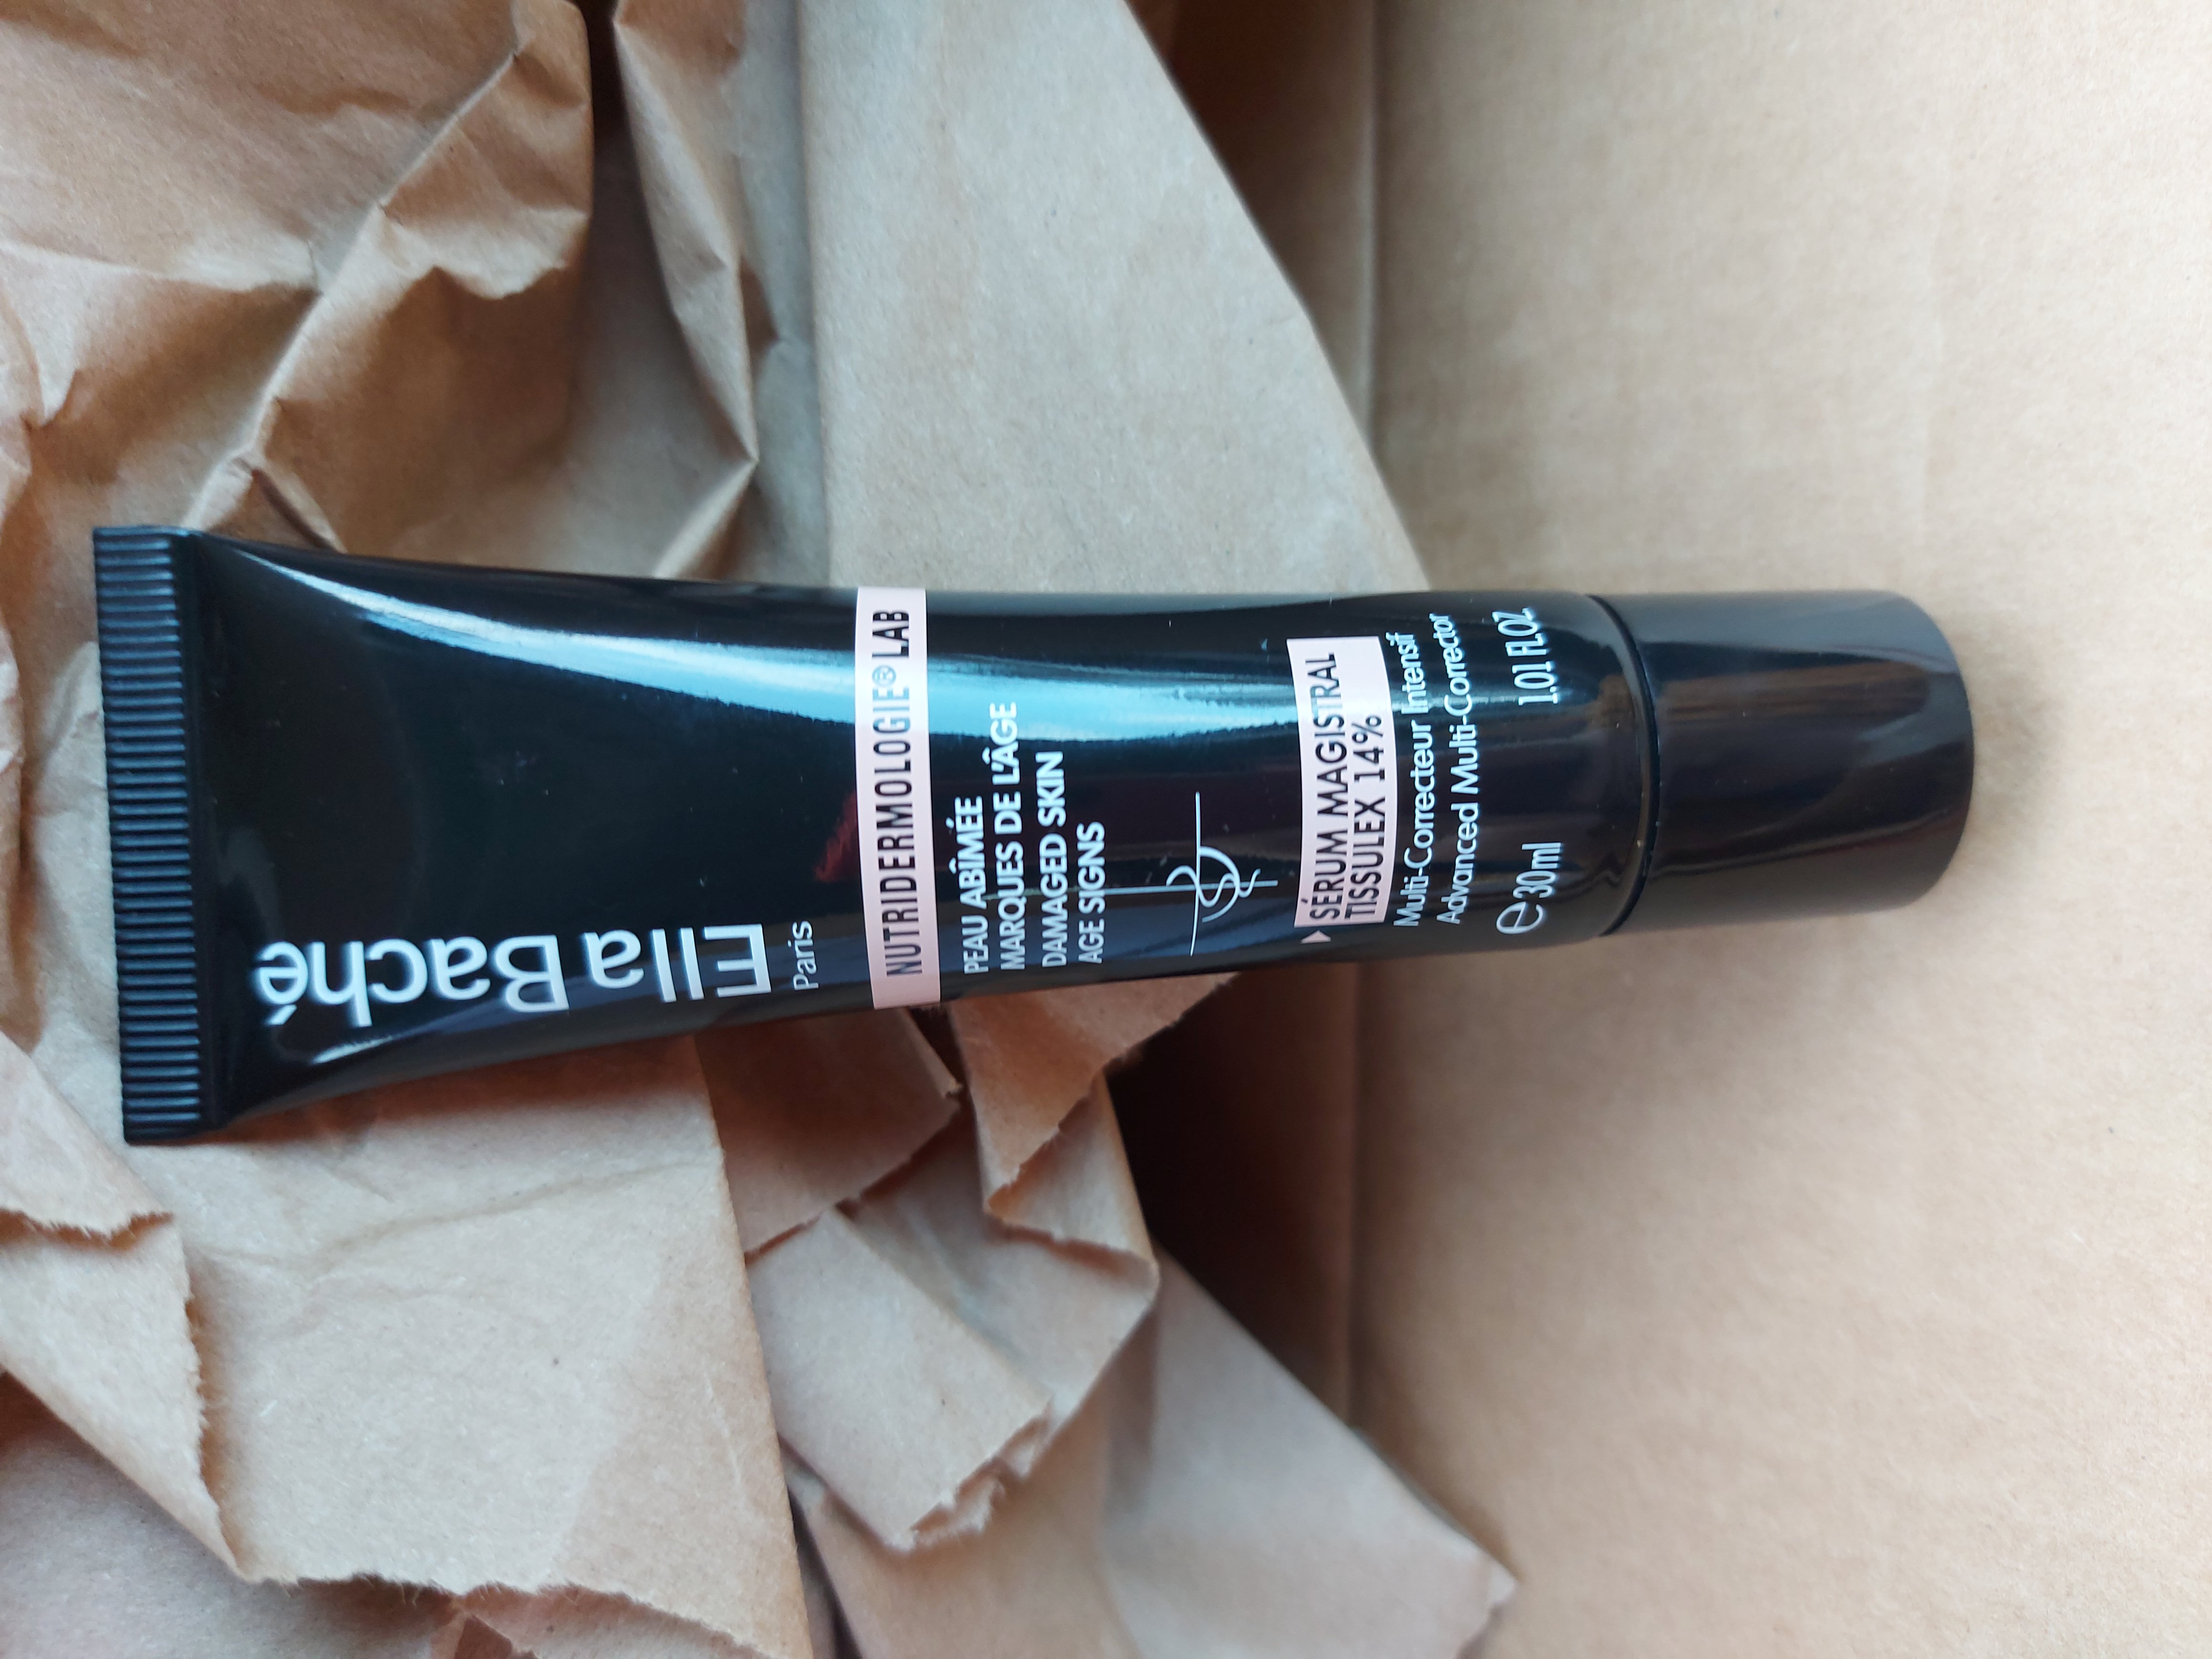 Ella Baché
Paris
NUTRIDERMOLOGIE® LAB
PEAU ABÎMÉE
MARQUES DE L'ÂGE
DAMAGED SKIN
AGE SIGNS
SÉRUM MAGISTRAL
TISSULEX 14%
Multi-Correcteur Intensif
Advanced Multi-Corrector
e 30ml 1.01 FL.OZ